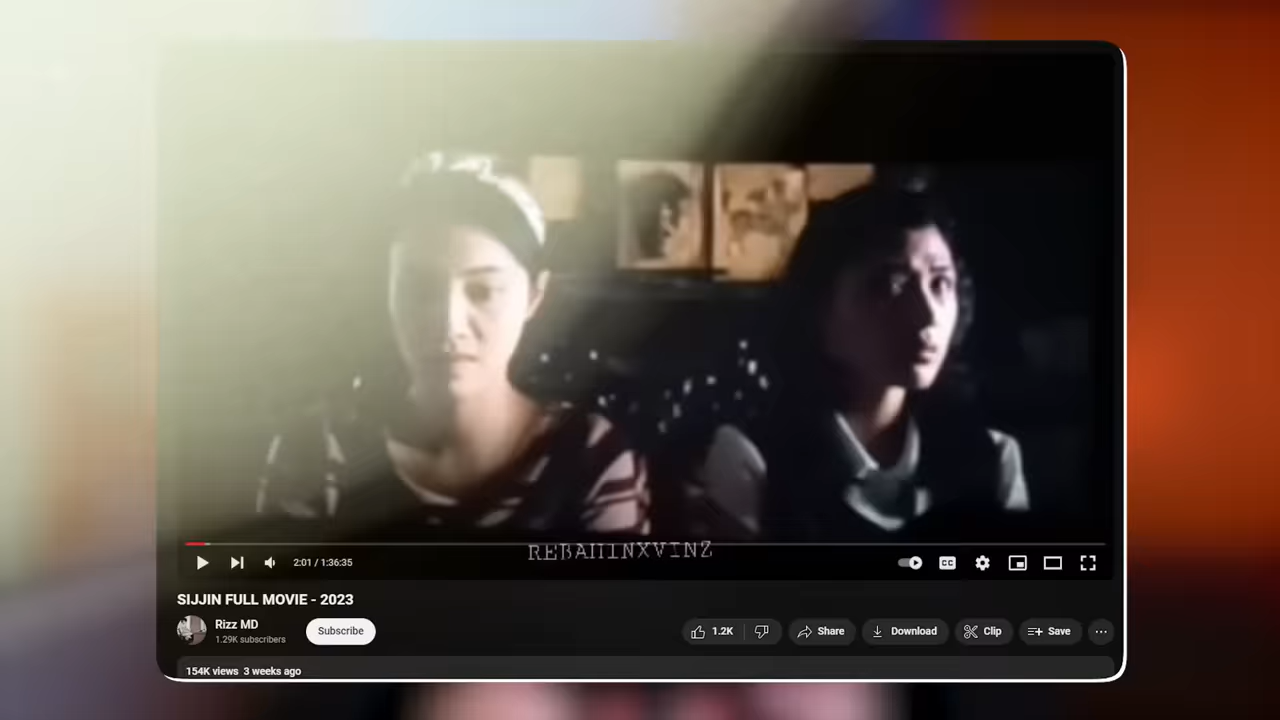 REBAHINXVINZ
2:01 / 1:36:35
CC
SIJJIN FULL MOVIE - 2023
Rizz MD
1.29K subscribers
Subscribe
1.2K
Share
Download
Clip
Save
154K views 3 weeks ago